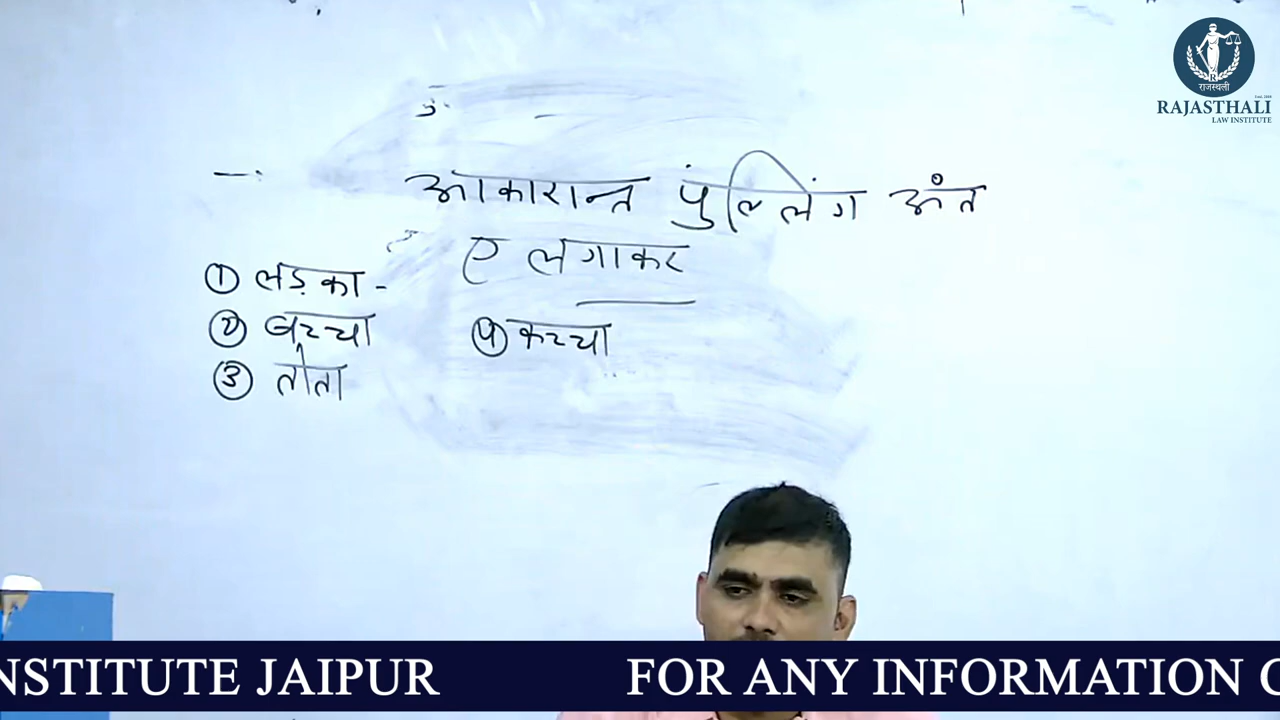 राजस्थली
RAJASTHALI
LAW INSTITUTE
आकारान्त पुल्लिंग अंत
ए लगाकर
① लड़का -
② बच्चा ④ कच्चा
③ तोता
NSTITUTE JAIPUR FOR ANY INFORMATION